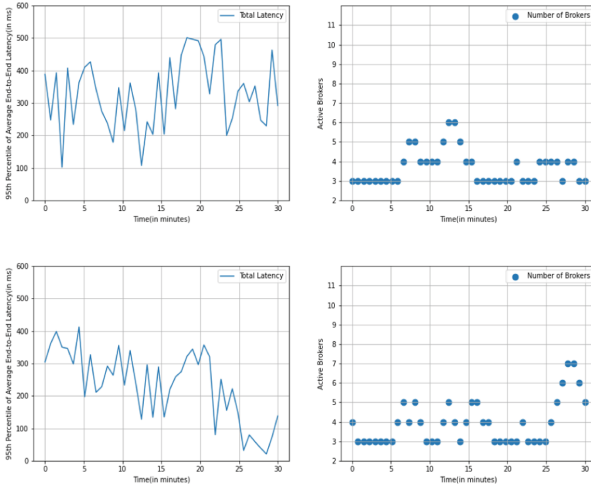 600
500
400
300
200
100
0
95th Percentile of Average End-to-End Latency(in ms)
Total Latency
0 5 10 15 20 25 30
Time(in minutes)
11
10
9
8
7
6
5
4
3
2
Active Brokers
Number of Brokers
0 5 10 15 20 25 30
Time(in minutes)
600
500
400
300
200
100
0
95th Percentile of Average End-to-End Latency(in ms)
Total Latency
0 5 10 15 20 25 30
Time(in minutes)
11
10
9
8
7
6
5
4
3
2
Active Brokers
Number of Brokers
0 5 10 15 20 25 30
Time(in minutes)